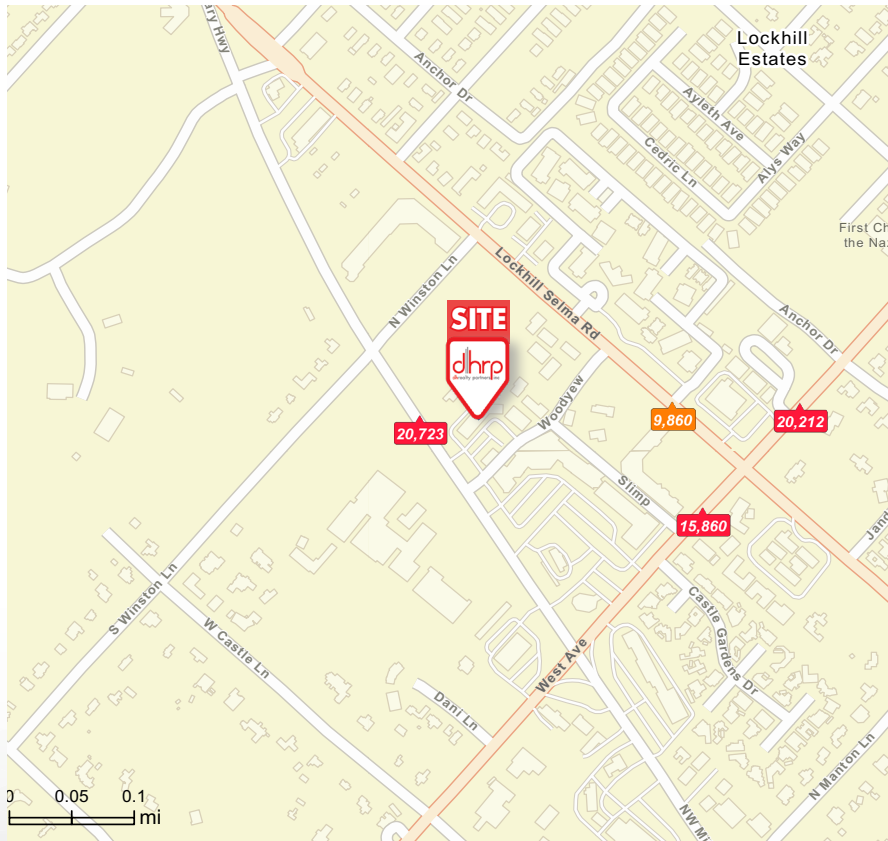 ary Hwy
Lockhill
Estates
Anchor Dr
Ayleth Ave
Cedric Ln
Alys Way
First Ch
the Naz
N Winston Ln
Lockhill Selma Rd
SITE
dhrp
Anchor Dr
Woodyew
9,860
20,212
20,723
Slimp
15,860
Jand
S Winston Ln
W Castle Ln
Castle Gardens Dr
West Ave
Dani Ln
N Manton Ln
0 0.05 0.1
mi
NW Mi